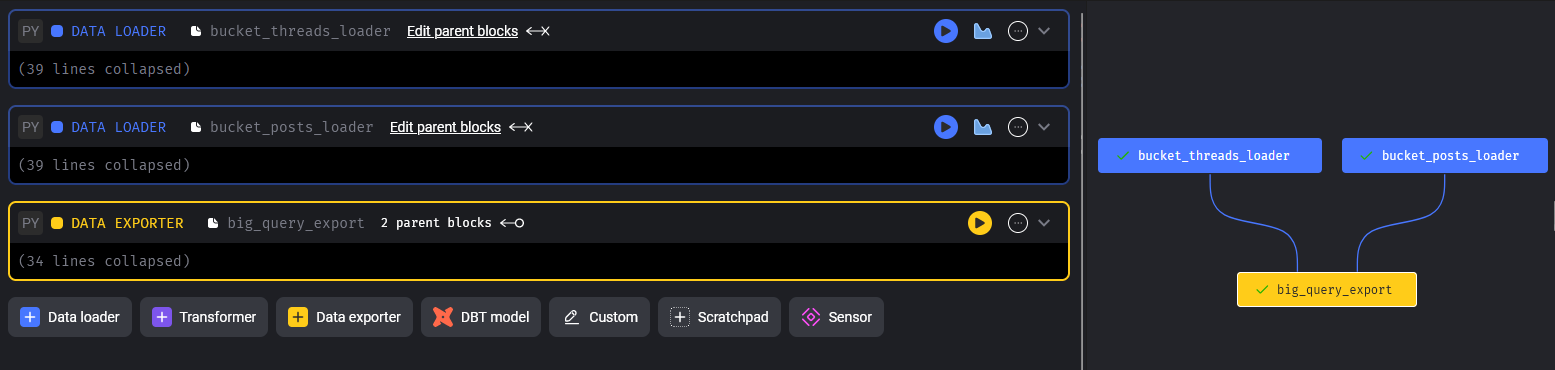 PY DATA LOADER bucket_threads_loader Edit parent blocks
(39 lines collapsed)
PY DATA LOADER bucket_posts_loader Edit parent blocks
(39 lines collapsed)
PY DATA EXPORTER big_query_export 2 parent blocks
(34 lines collapsed)
Data loader Transformer Data exporter DBT model Custom Scratchpad Sensor
bucket_threads_loader bucket_posts_loader
big_query_export